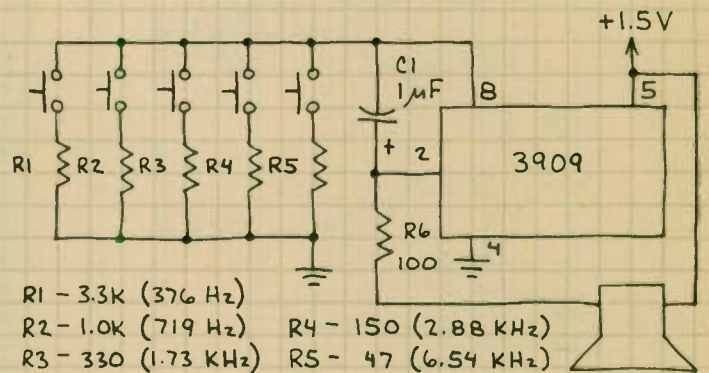 +1.5V
C1
1µF
8
5
+
2
3909
R1
R2
R3
R4
R5
R6
100
4
R1 - 3.3K (376 Hz)
R2 - 1.0K (719 Hz) R4 - 150 (2.88 KHz)
R3 - 330 (1.73 KHz) R5 - 47 (6.54 KHz)